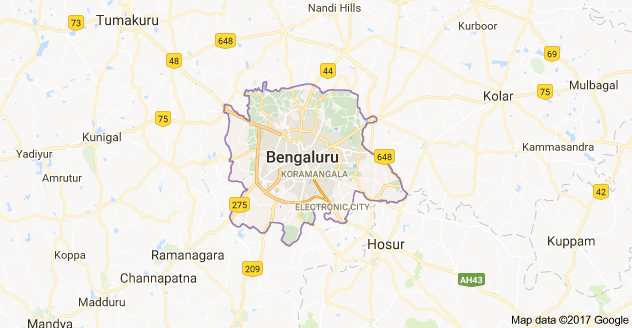 Nandi Hills
Tumakuru
73
Kurboor
648
69
48
44
Mulbagal
Kolar
75
75
Kunigal
Kammasandra
Yadiyur
Bengaluru
648
KORAMANGALA
Amrutur
42
275
ELECTRONIC CITY
Hosur
Kuppam
Koppa
Ramanagara
209
Channapatna
AH43
Madduru
Mandya
Map data ©2017 Google